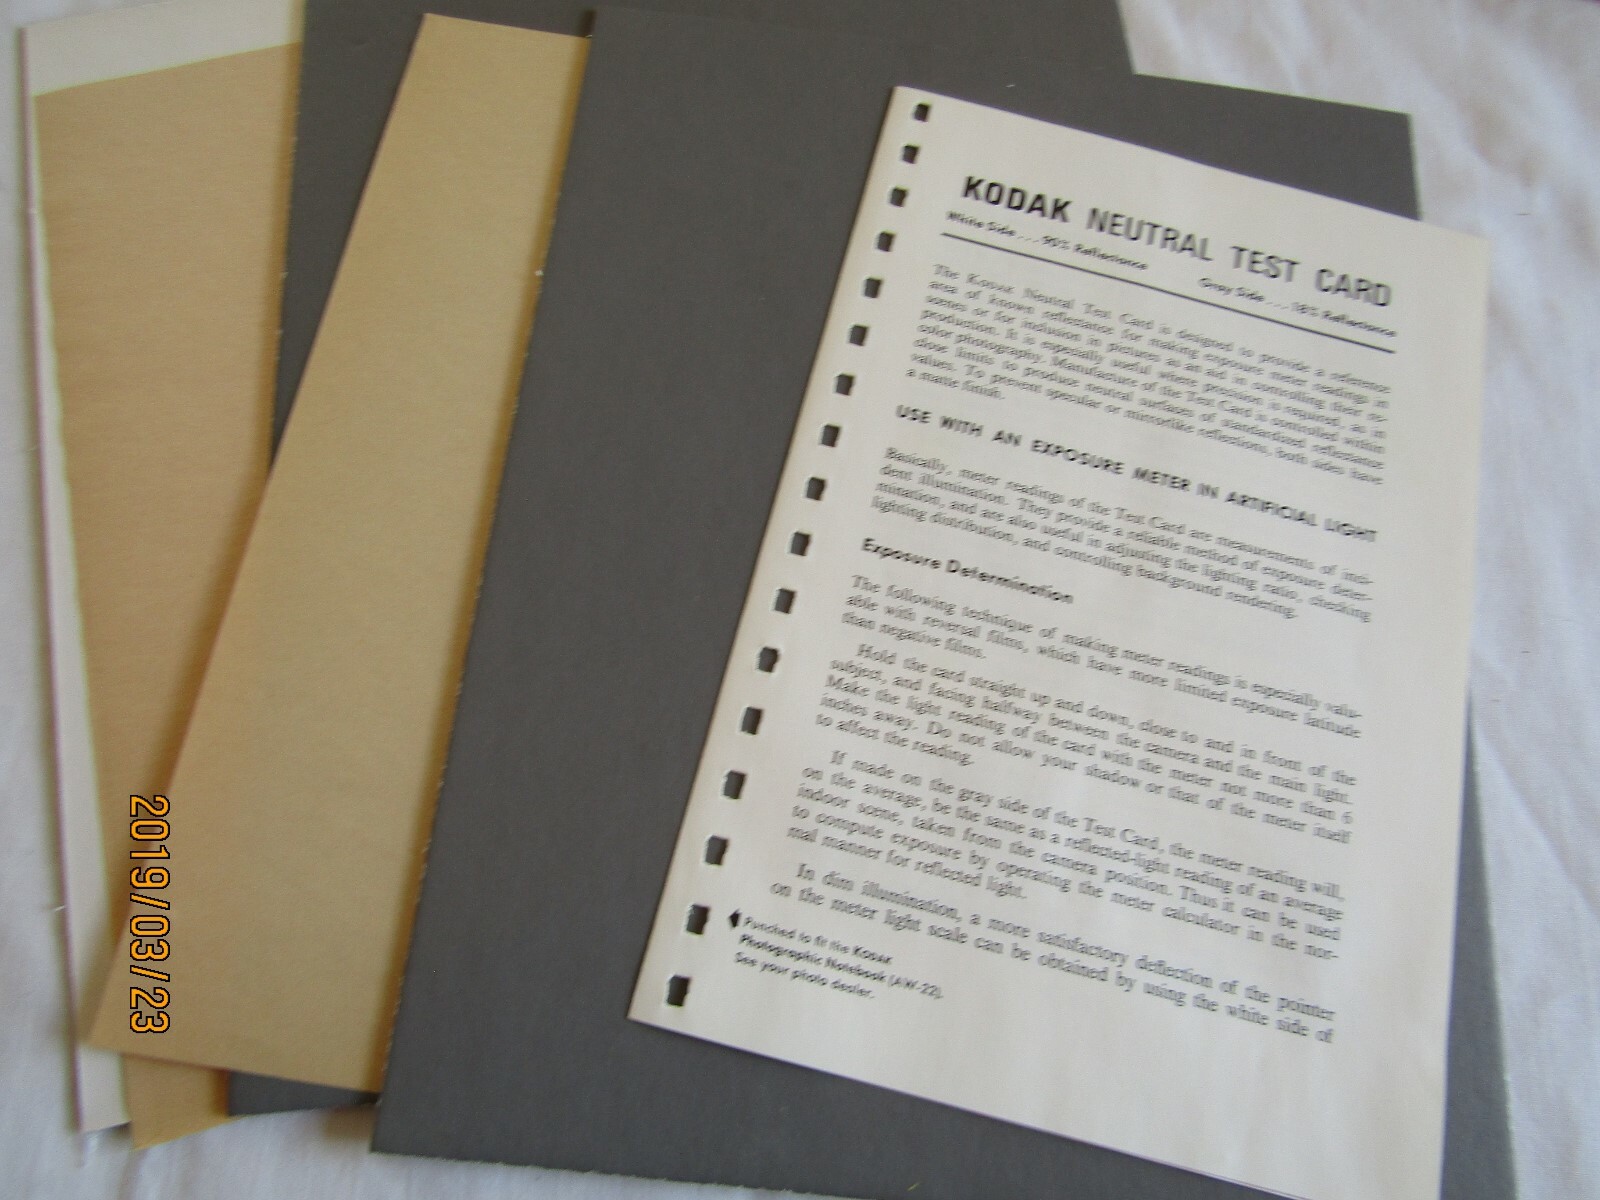 KODAK NEUTRAL TEST CARD
White Side . . . 90% Reflectance Gray Side . . . 18% Reflectance
The Kodak Neutral Test Card is designed to provide a reference
area of known reflectance for making exposure meter readings in
scenes or for inclusion in pictures as an aid in controlling their re-
production. It is especially useful where precision is required, as in
color photography. Manufacture of the Test Card is controlled within
close limits to produce neutral surfaces of standardized reflectance
values. To prevent specular or mirrorlike reflections, both sides have
a matte finish.
USE WITH AN EXPOSURE METER IN ARTIFICIAL LIGHT
Basically, meter readings of the Test Card are measurements of inci-
dent illumination. They provide a reliable method of exposure deter-
mination, and are also useful in adjusting the lighting ratio, checking
lighting distribution, and controlling background rendering.
Exposure Determination
The following technique of making meter readings is especially valu-
able with reversal films, which have more limited exposure latitude
than negative films.
Hold the card straight up and down, close to and in front of the
subject, and facing halfway between the camera and the main light.
Make the light reading of the card with the meter not more than 6
inches away. Do not allow your shadow or that of the meter itself
to affect the reading.
If made on the gray side of the Test Card, the meter reading will,
on the average, be the same as a reflected-light reading of an average
indoor scene, taken from the camera position. Thus it can be used
to compute exposure by operating the meter calculator in the nor-
mal manner for reflected light.
In dim illumination, a more satisfactory deflection of the pointer
on the meter light scale can be obtained by using the white side of
Punched to fit the Kodak
Photographic Notebook (AW-22).
See your photo dealer.
2019/03/23